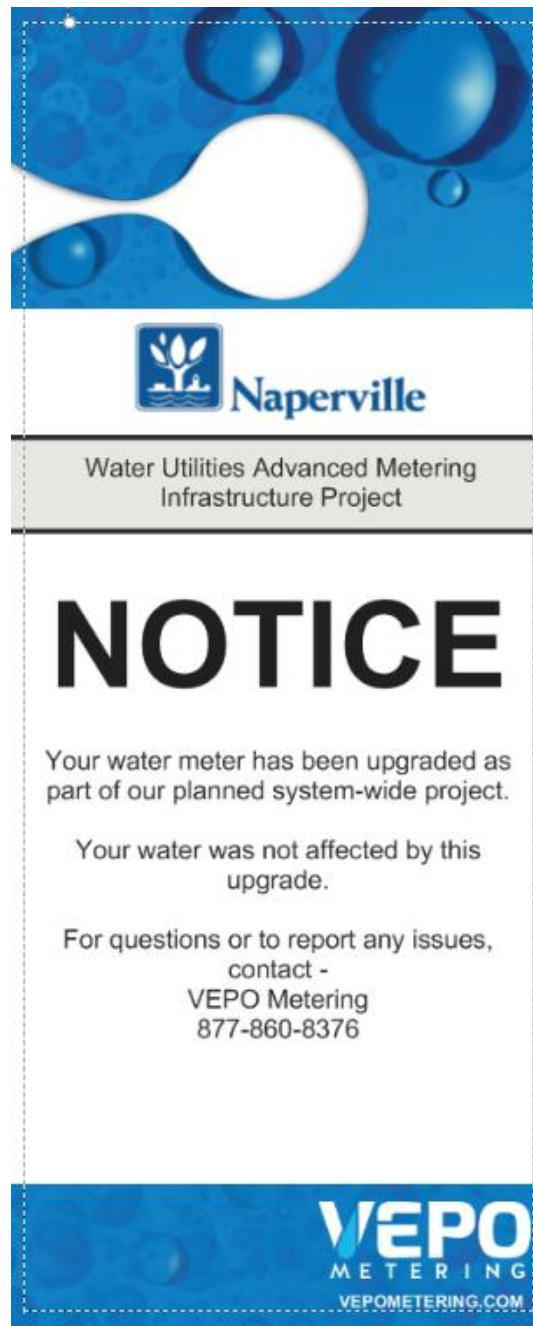 Naperville
Water Utilities Advanced Metering
Infrastructure Project
NOTICE
Your water meter has been upgraded as
part of our planned system-wide project.
Your water was not affected by this
upgrade.
For questions or to report any issues,
contact -
VEPO Metering
877-860-8376
VEPO
METERING
VEPOMETERING.COM